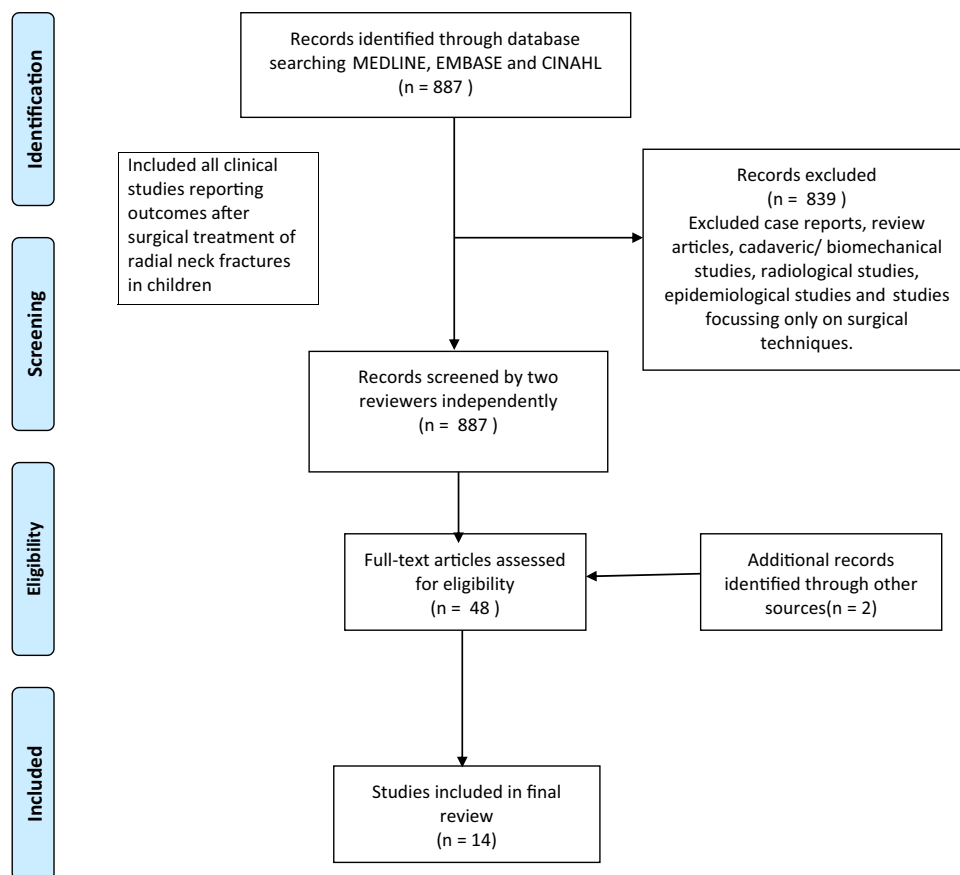 Identification
Records identified through database
searching MEDLINE, EMBASE and CINAHL
(n = 887 )
Included all clinical
studies reporting
outcomes after
surgical treatment of
radial neck fractures
in children
Records excluded
(n = 839 )
Excluded case reports, review
articles, cadaveric/ biomechanical
studies, radiological studies,
epidemiological studies and studies
focussing only on surgical
techniques.
Screening
Records screened by two
reviewers independently
(n = 887 )
Eligibility
Full-text articles assessed
for eligibility
(n = 48 )
Additional records
identified through other
sources(n = 2)
Included
Studies included in final
review
(n = 14)